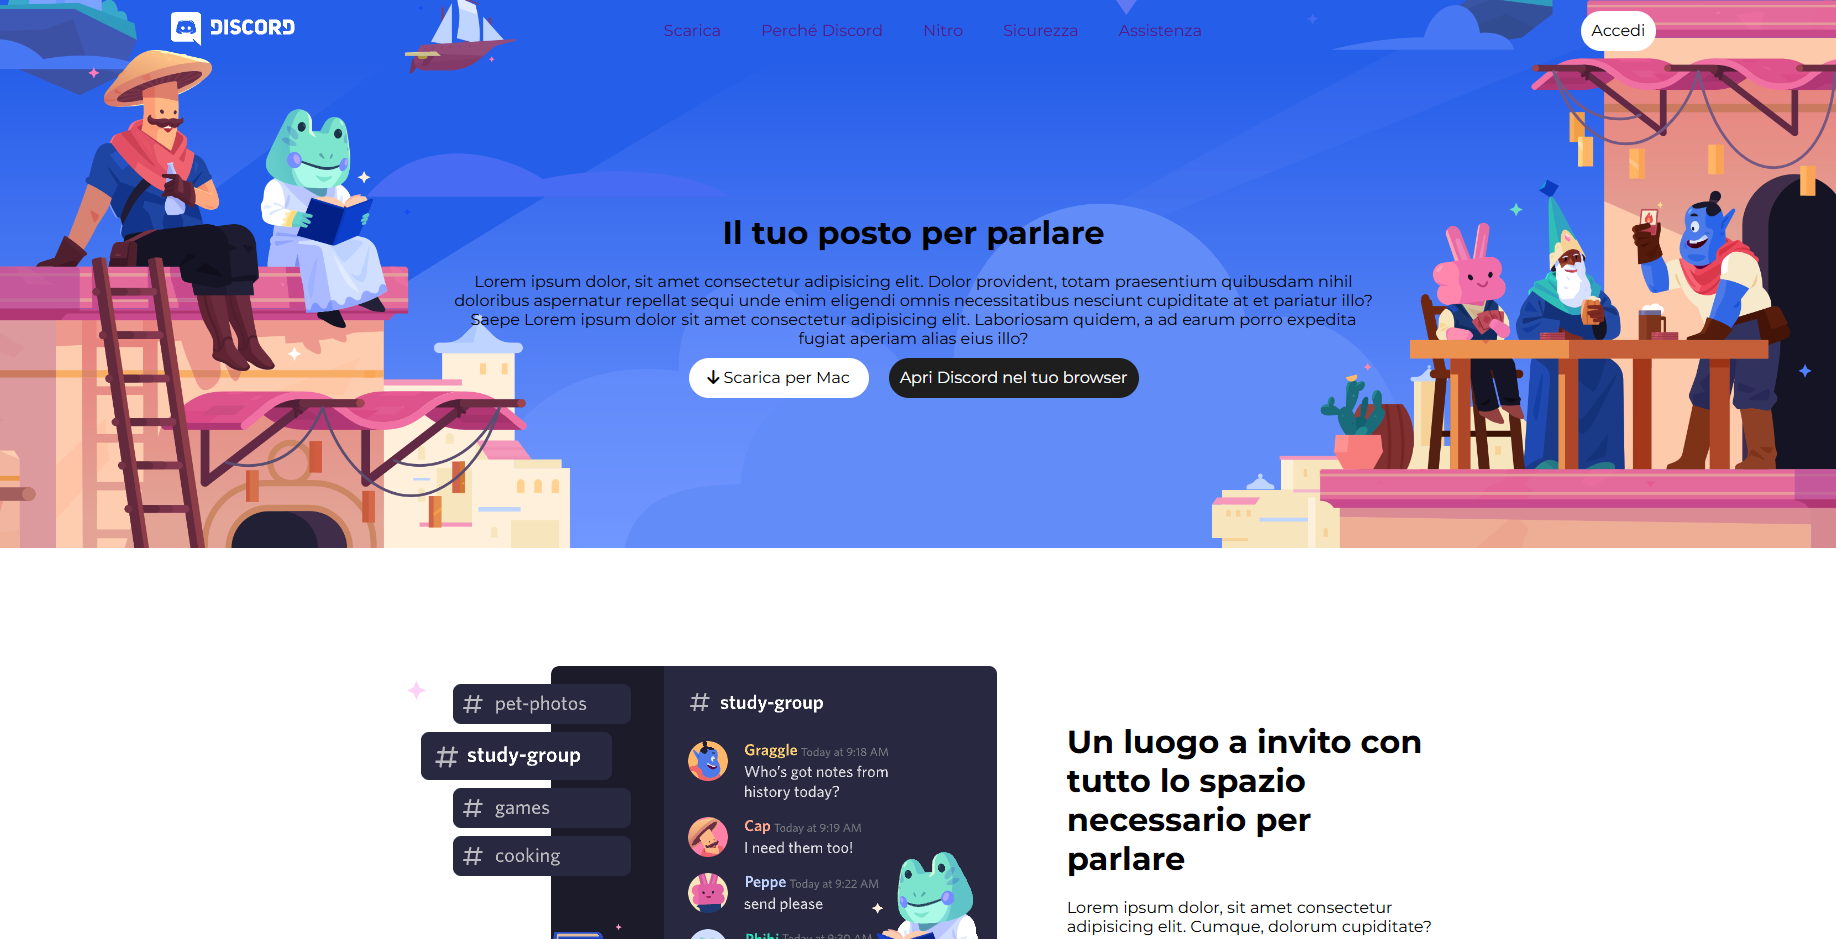 DISCORD
Scarica
Perché Discord
Nitro
Sicurezza
Assistenza
Accedi
Il tuo posto per parlare
Lorem ipsum dolor, sit amet consectetur adipisicing elit. Dolor provident, totam praesentium quibusdam nihil
doloribus aspernatur repellat sequi unde enim eligendi omnis necessitatibus nesciunt cupiditate at et pariatur illo?
Saepe Lorem ipsum dolor sit amet consectetur adipisicing elit. Laboriosam quidem, a ad earum porro expedita
fugiat aperiam alias eius illo?
Scarica per Mac
Apri Discord nel tuo browser
# pet-photos
# study-group
# games
# cooking
# study-group
Graggle Today at 9:18 AM
Who's got notes from
history today?
Cap Today at 9:19 AM
I need them too!
Peppe Today at 9:22 AM
send please
Phibi Today at 9:30 AM
Un luogo a invito con
tutto lo spazio
necessario per
parlare
Lorem ipsum dolor, sit amet consectetur
adipisicing elit. Cumque, dolorum cupiditate?